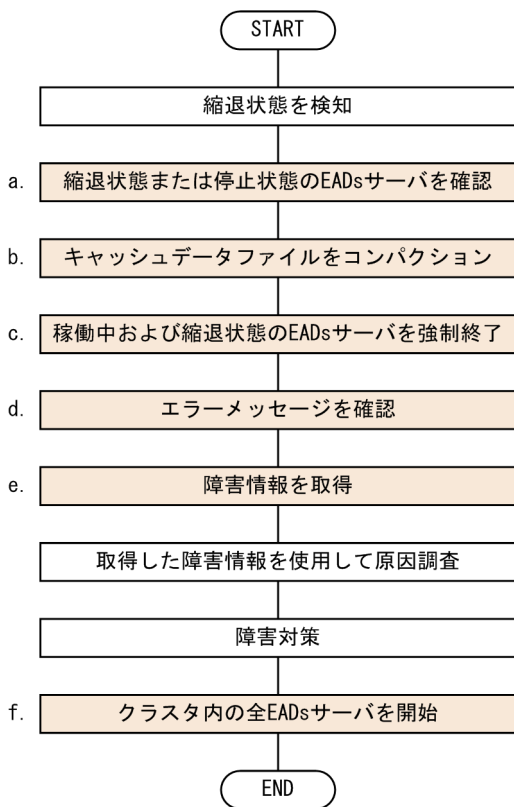 START
縮退状態を検知
a. 縮退状態または停止状態のEADsサーバを確認
b. キャッシュデータファイルをコンパクション
c. 稼働中および縮退状態のEADsサーバを強制終了
d. エラーメッセージを確認
e. 障害情報を取得
取得した障害情報を使用して原因調査
障害対策
f. クラスタ内の全EADsサーバを開始
END